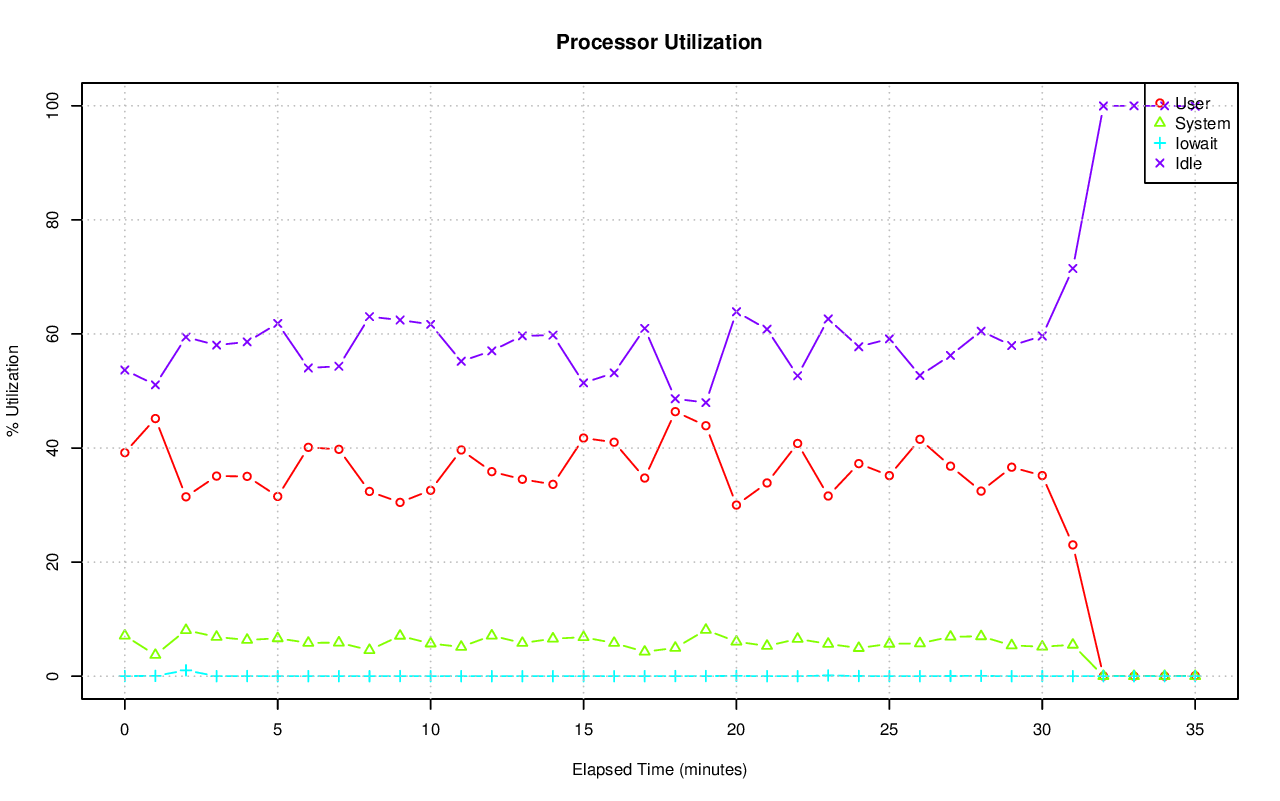 Processor Utilization
% Utilization
100
80
60
40
20
0
User
System
Iowait
Idle
0 5 10 15 20 25 30 35
Elapsed Time (minutes)